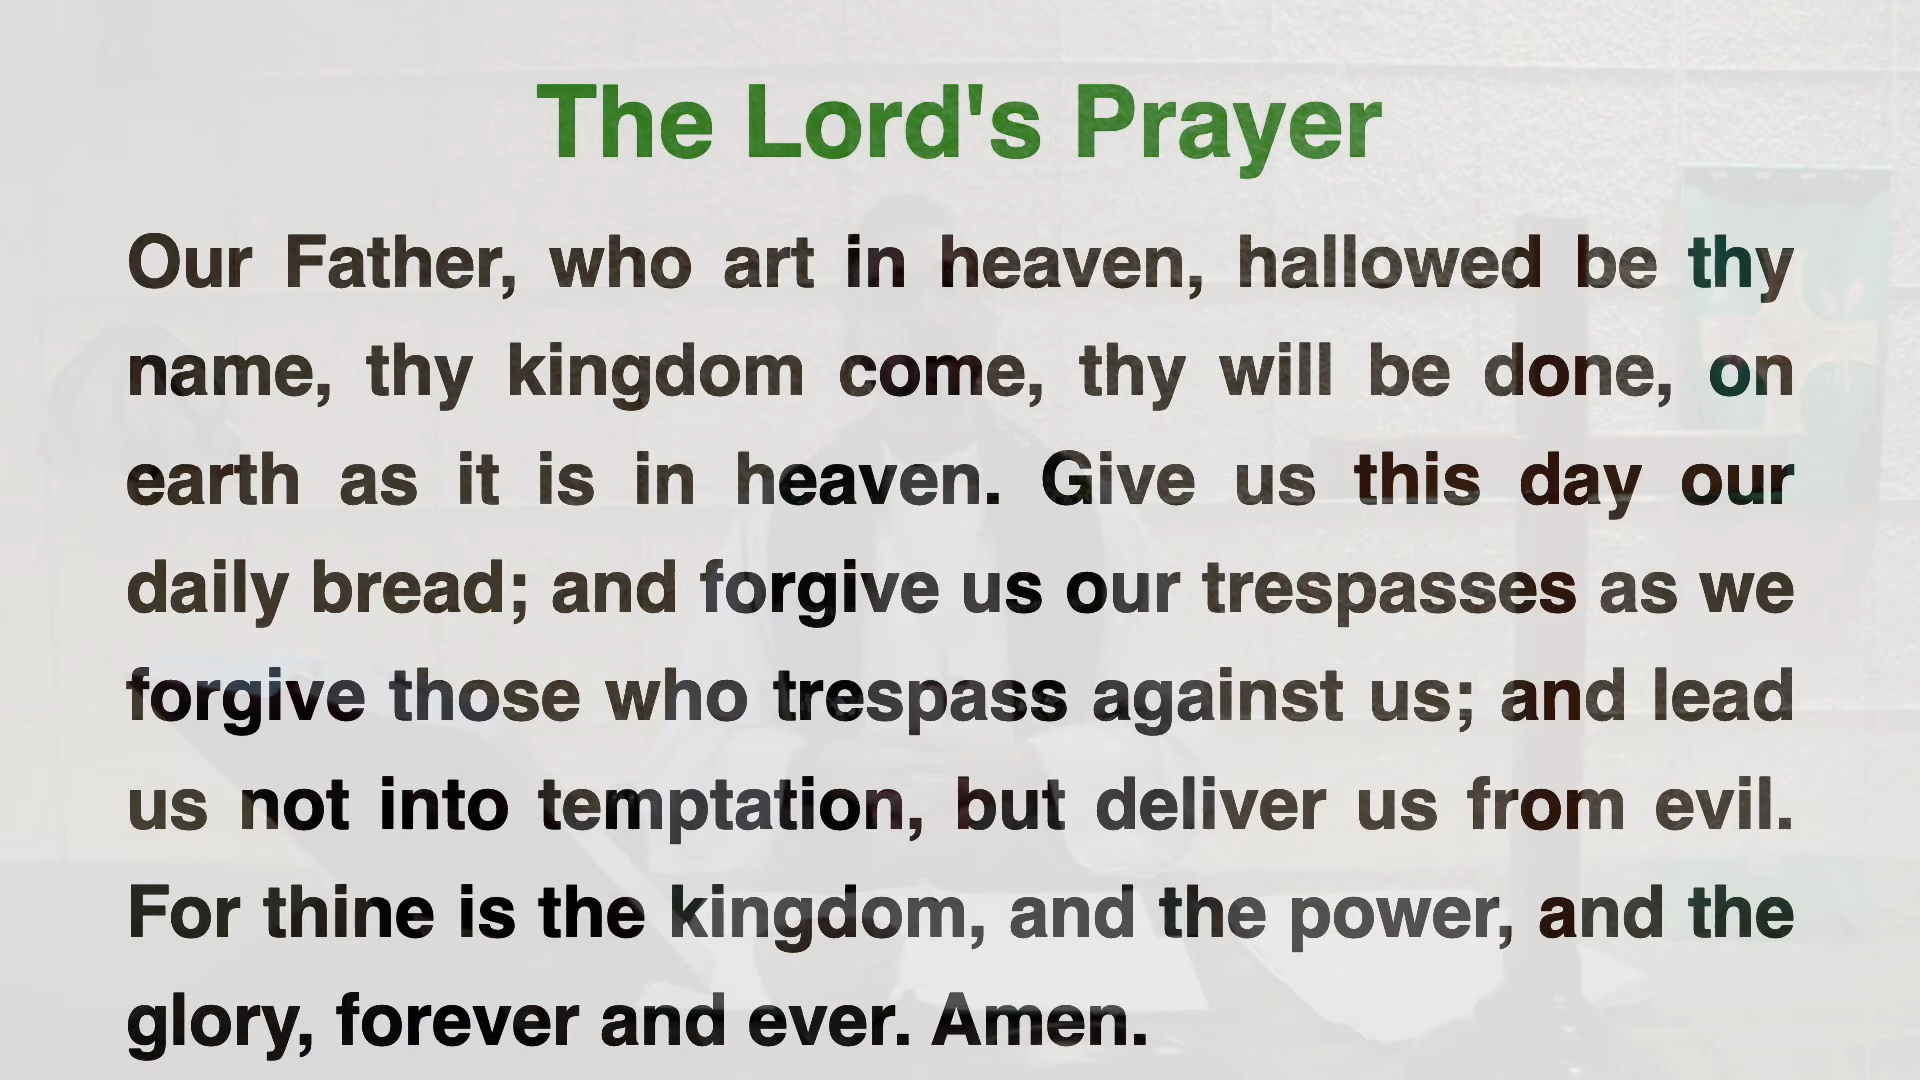 The Lord's Prayer
Our Father, who art in heaven, hallowed be thy
name, thy kingdom come, thy will be done, on
earth as it is in heaven. Give us this day our
daily bread; and forgive us our trespasses as we
forgive those who trespass against us; and lead
us not into temptation, but deliver us from evil.
For thine is the kingdom, and the power, and the
glory, forever and ever. Amen.